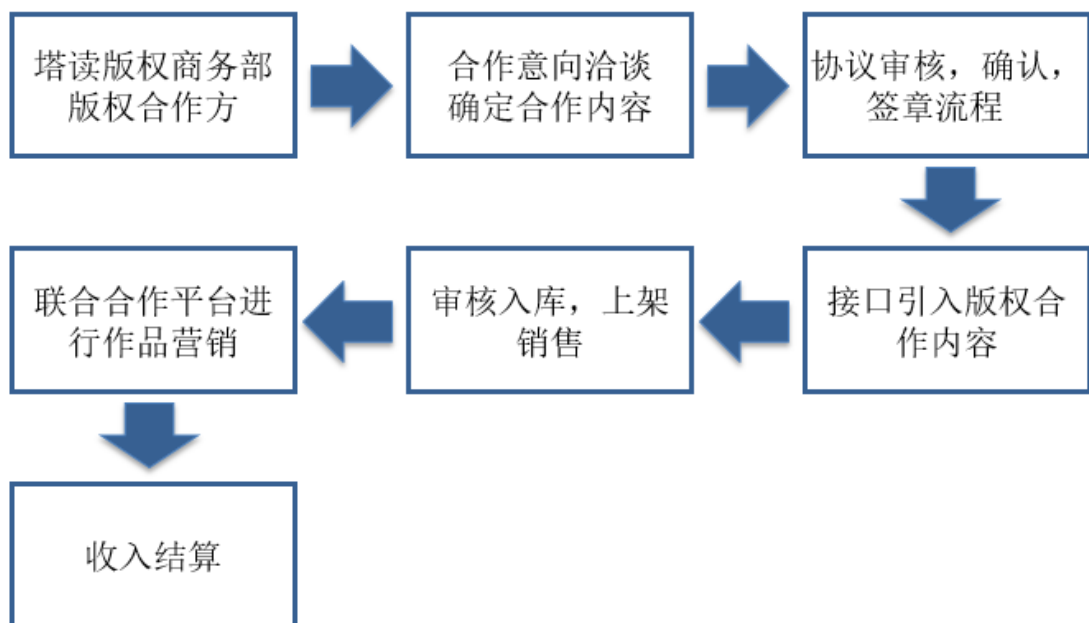 塔读版权商务部
版权合作方
合作意向洽谈
确定合作内容
协议审核，确认，
签章流程
接口引入版权合
作内容
审核入库，上架
销售
联合合作平台进
行作品营销
收入结算